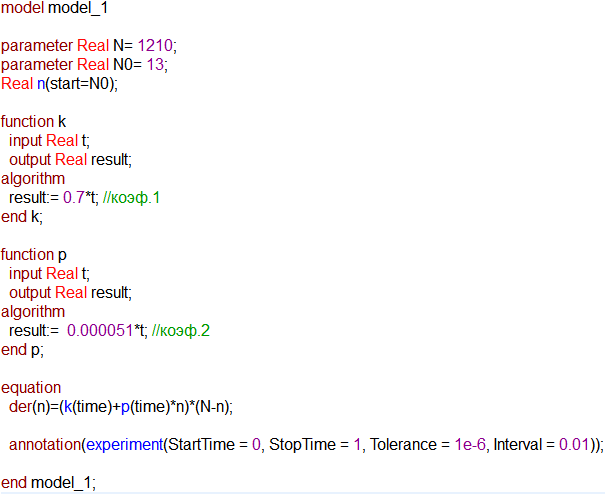 model model_1
parameter Real N= 1210;
parameter Real N0= 13;
Real n(start=N0);
function k
input Real t;
output Real result;
algorithm
result:= 0.7*t; //коэф.1
end k;
function p
input Real t;
output Real result;
algorithm
result:=  0.000051*t; //коэф.2
end p;
equation
der(n)=(k(time)+p(time)*n)*(N-n);
annotation(experiment(StartTime = 0, StopTime = 1, Tolerance = 1e-6, Interval = 0.01));
end model_1;